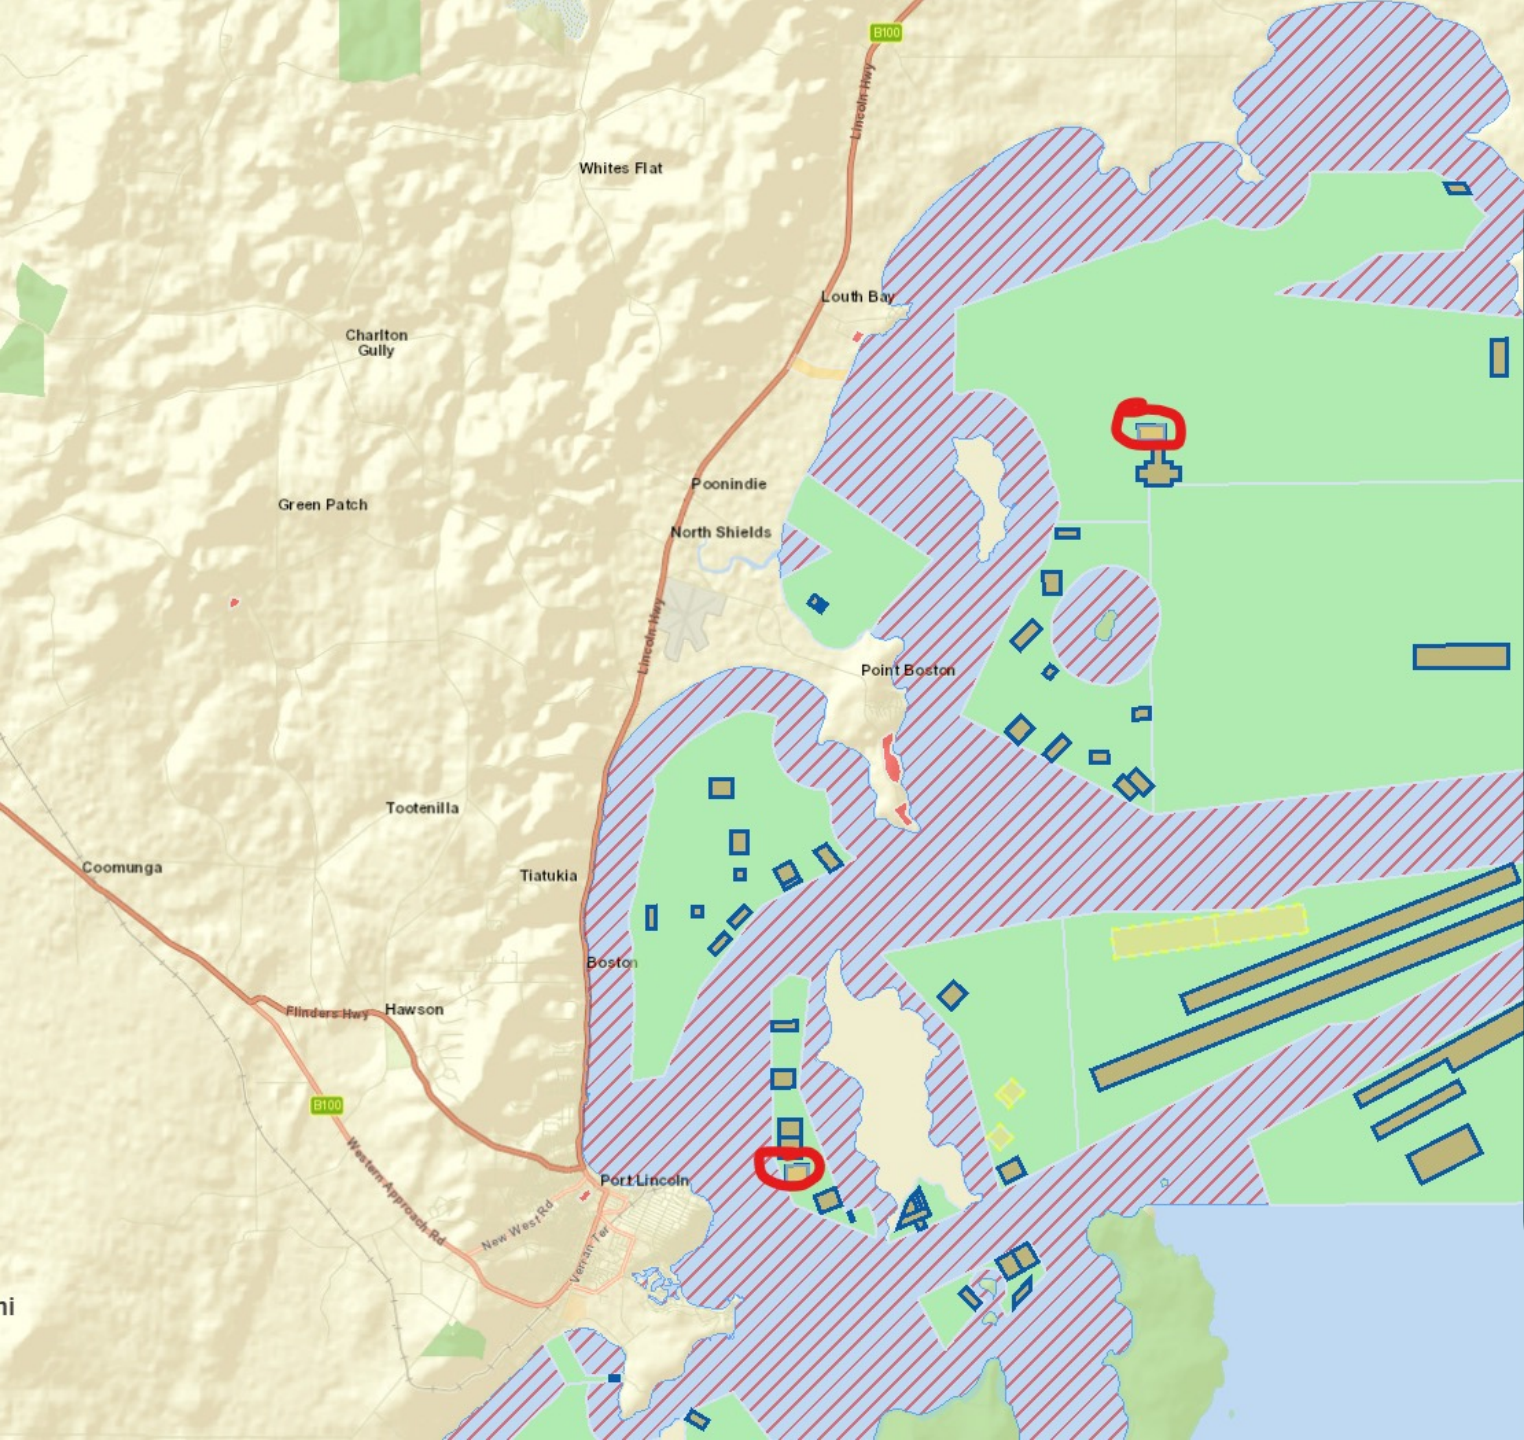 B100
Lincoln Hwy
Whites Flat
Louth Bay
Charlton
Gully
Poonindie
Green Patch
North Shields
Lincoln Hwy
Point Boston
Tootenilla
Coomunga
Tiatukia
Boston
Hawson
Flinders Hwy
B100
Western Approach Rd
Port Lincoln
New West Rd
Verran Ter
ni